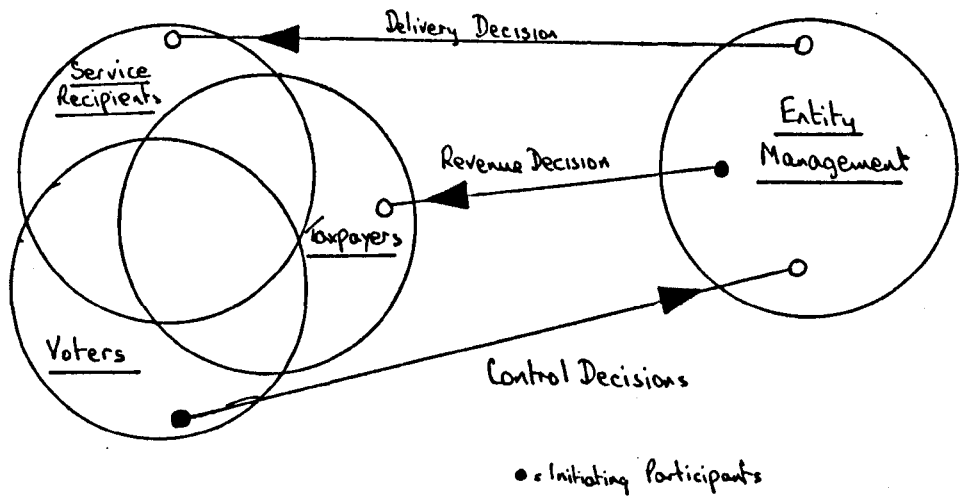 Delivery Decision
Service
Recipients
Entity
Management
Revenue Decision
Taxpayers
Voters
Control Decisions
● = Initiating Participants